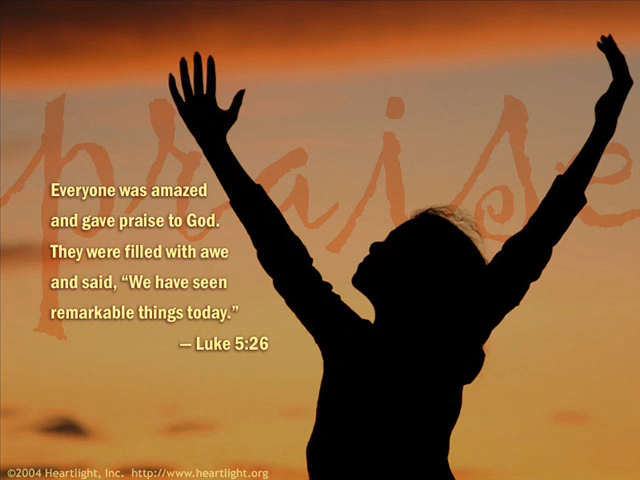 praise
Everyone was amazed
and gave praise to God.
They were filled with awe
and said, “We have seen
remarkable things today.”
— Luke 5:26
©2004 Heartlight, Inc. http://www.heartlight.org